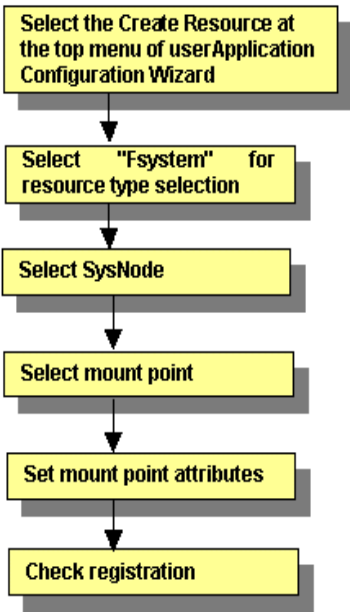 Select the Create Resource at
the top menu of userApplication
Configuration Wizard
Select "Fsystem" for
resource type selection
Select SysNode
Select mount point
Set mount point attributes
Check registration